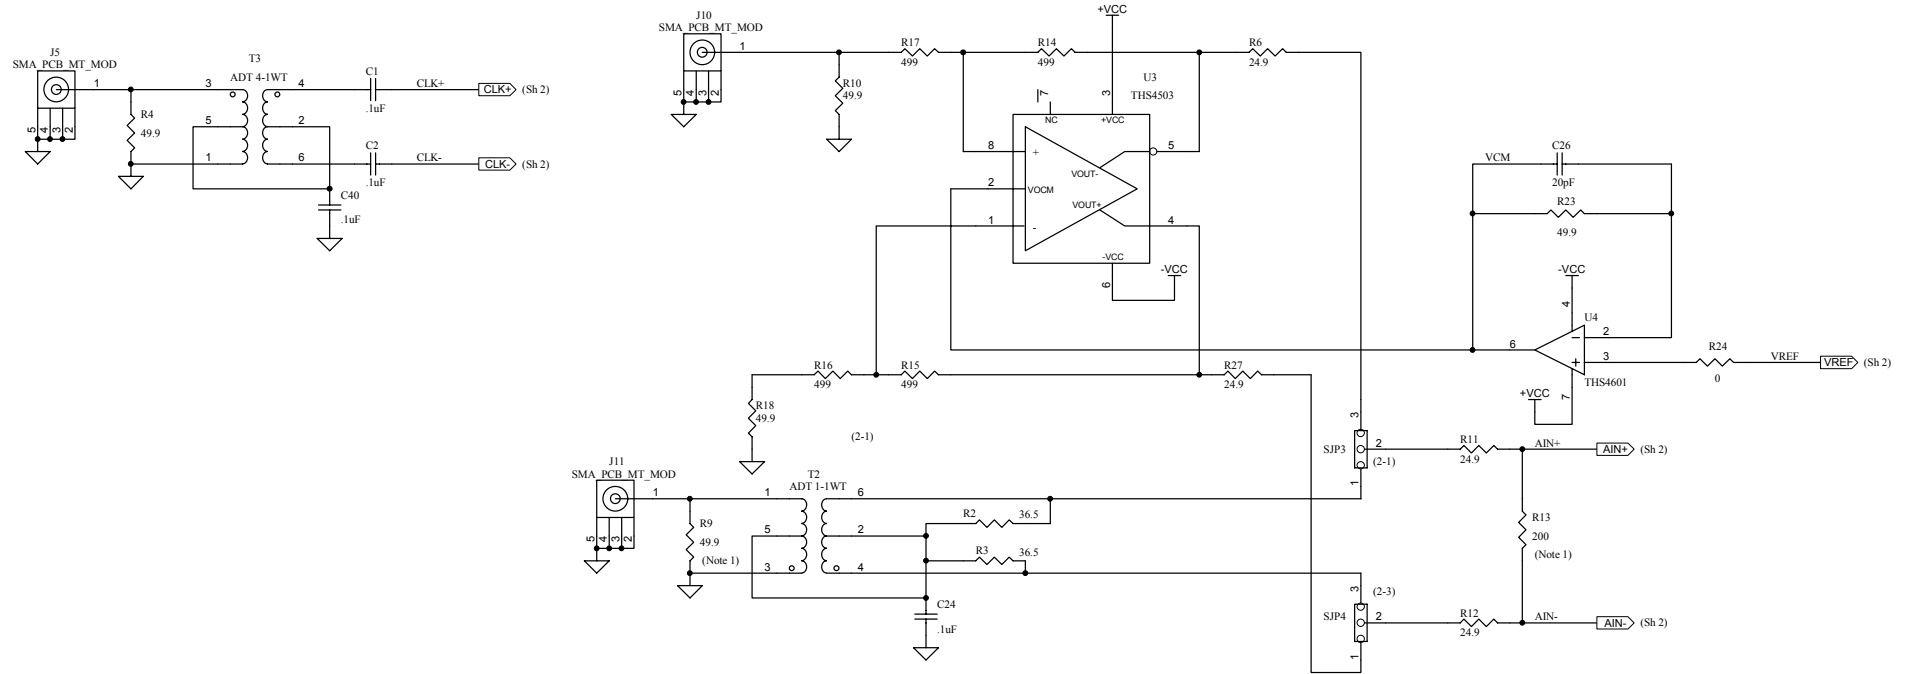 J5
SMA_PCB_MT_MOD
1
5
4
3
2
R4
49.9
T3
ADT 4-1WT
3
5
1
4
2
6
C1
.1uF
CLK+
CLK+ (Sh 2)
C2
.1uF
CLK-
CLK- (Sh 2)
C40
.1uF
J10
SMA_PCB_MT_MOD
1
5
4
3
2
R10
49.9
R17
499
R14
499
+VCC
R6
24.9
U3
THS4503
7
NC
3
+VCC
8
+
5
VOUT-
2
VOCM
VOUT+
1
-
4
-VCC
6
-VCC
VCM
C26
20pF
R23
49.9
-VCC
4
U4
2
6
3
THS4601
+VCC
7
R24
0
VREF
VREF (Sh 2)
R16
499
R15
499
R27
24.9
R18
49.9
(2-1)
J11
SMA_PCB_MT_MOD
1
5
4
3
2
R9
49.9
(Note 1)
T2
ADT 1-1WT
1
5
3
6
2
4
R2
36.5
R3
36.5
C24
.1uF
3
SJP3
2
(2-1)
1
R11
24.9
AIN+
AIN+ (Sh 2)
R13
200
(Note 1)
3
(2-3)
SJP4
2
1
R12
24.9
AIN-
AIN- (Sh 2)